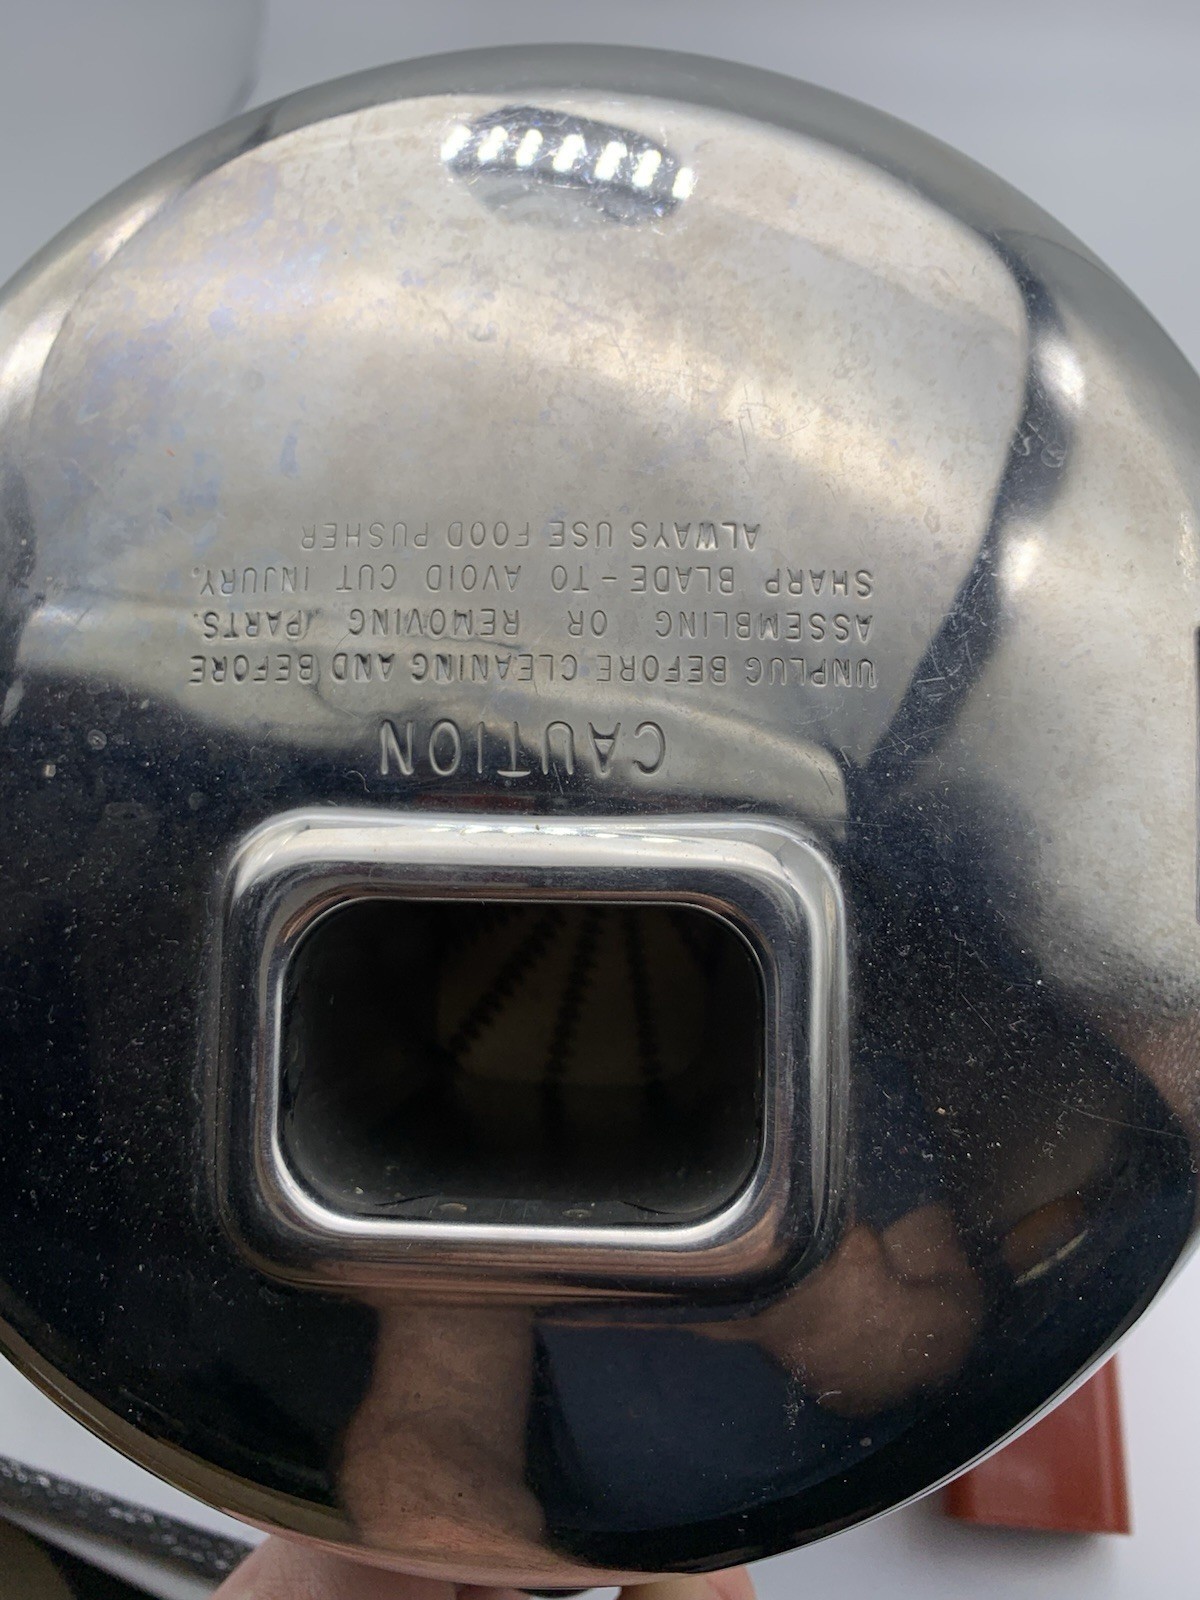 CAUTION
UNPLUG BEFORE CLEANING AND BEFORE
ASSEMBLING OR REMOVING PARTS.
SHARP BLADE - TO AVOID CUT INJURY,
ALWAYS USE FOOD PUSHER